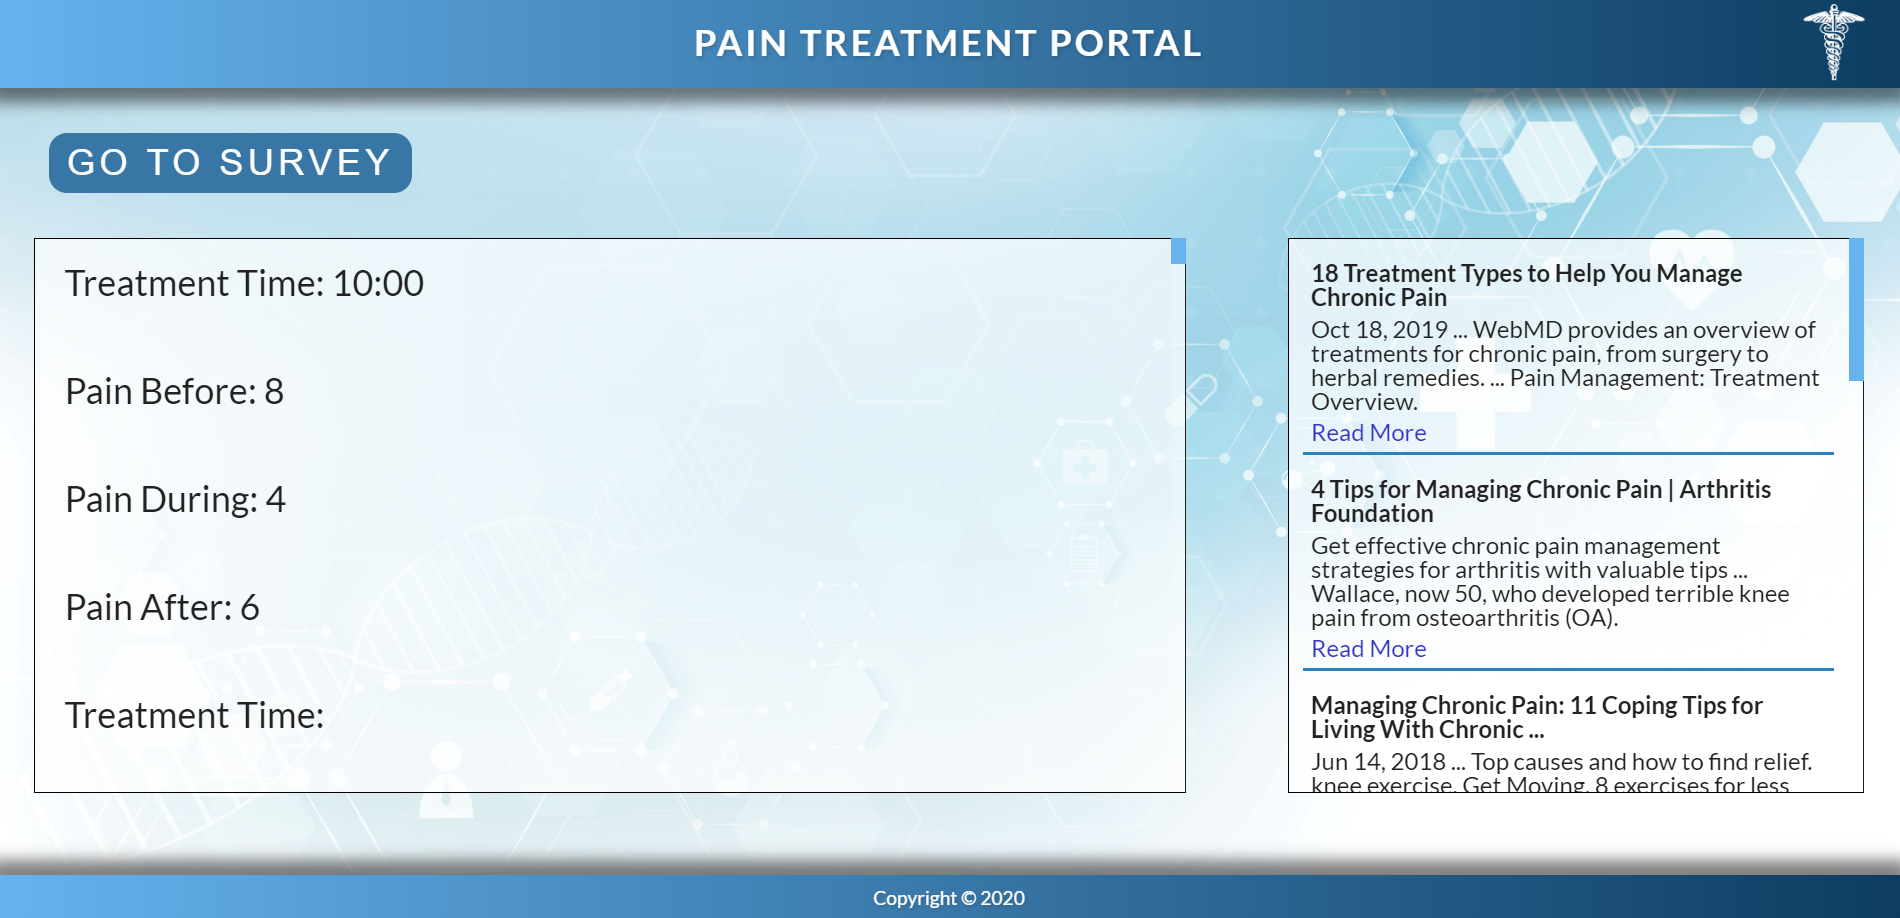 PAIN TREATMENT PORTAL
GO TO SURVEY
Treatment Time: 10:00
Pain Before: 8
Pain During: 4
Pain After: 6
Treatment Time:
18 Treatment Types to Help You Manage
Chronic Pain
Oct 18, 2019 ... WebMD provides an overview of
treatments for chronic pain, from surgery to
herbal remedies. ... Pain Management: Treatment
Overview.
Read More
4 Tips for Managing Chronic Pain | Arthritis
Foundation
Get effective chronic pain management
strategies for arthritis with valuable tips ...
Wallace, now 50, who developed terrible knee
pain from osteoarthritis (OA).
Read More
Managing Chronic Pain: 11 Coping Tips for
Living With Chronic ...
Jun 14, 2018 ... Top causes and how to find relief.
knee exercise. Get Moving. 8 exercises for less
Copyright © 2020